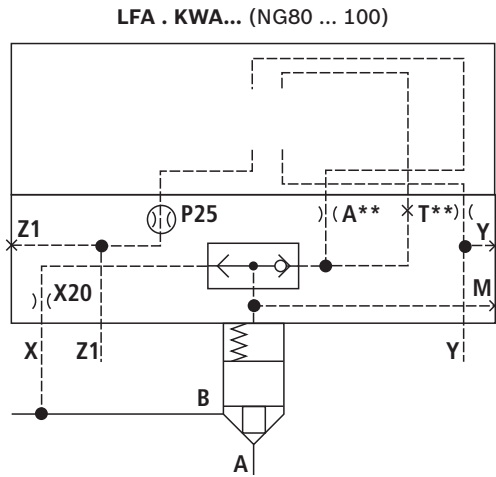 LFA . KWA... (NG80 ... 100)
P25 A** T**
Z1 Y
X20 M
X Z1 Y
B
A